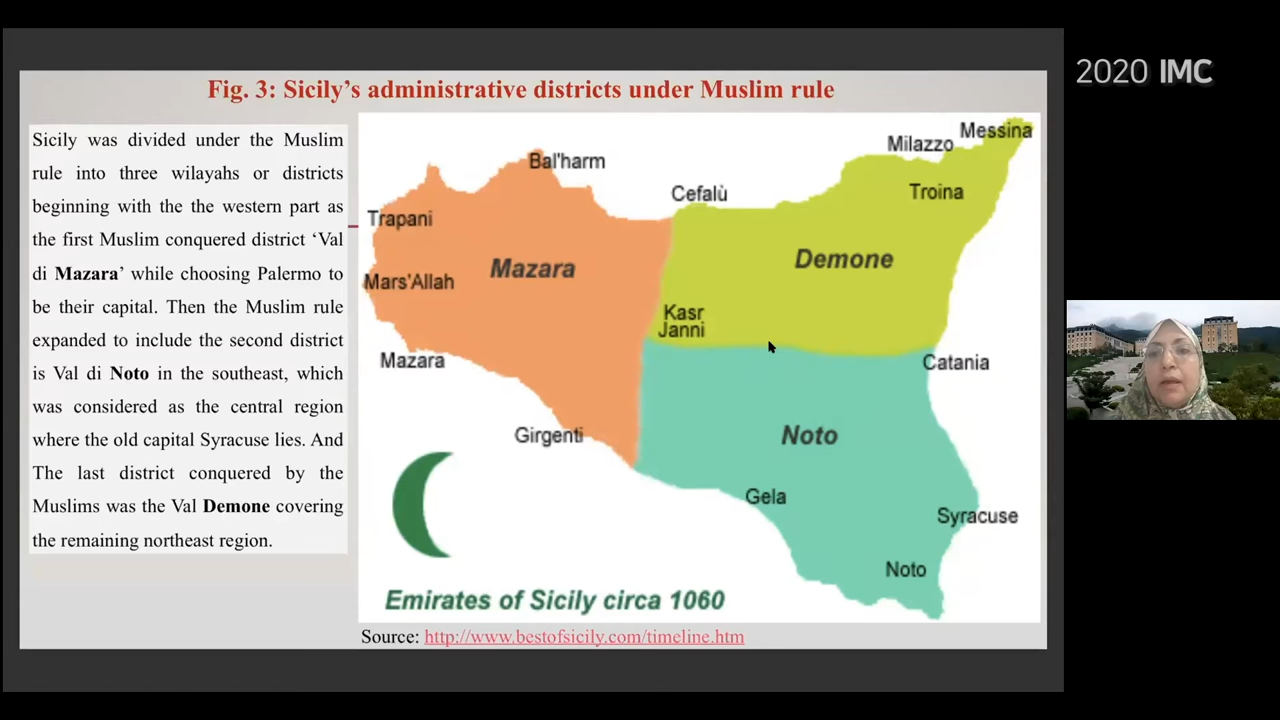 Fig. 3: Sicily’s administrative districts under Muslim rule
2020 IMC
Sicily was divided under the Muslim
rule into three wilayahs or districts
beginning with the the western part as
the first Muslim conquered district ‘Val
di Mazara’ while choosing Palermo to
be their capital. Then the Muslim rule
expanded to include the second district
is Val di Noto in the southeast, which
was considered as the central region
where the old capital Syracuse lies. And
The last district conquered by the
Muslims was the Val Demone covering
the remaining northeast region.
Messina
Milazzo
Bal'harm
Cefalù
Troina
Trapani
Mazara
Demone
Mars'Allah
Kasr
Janni
Mazara
Catania
Girgenti
Noto
Gela
Syracuse
Noto
Emirates of Sicily circa 1060
Source: http://www.bestofsicily.com/timeline.htm